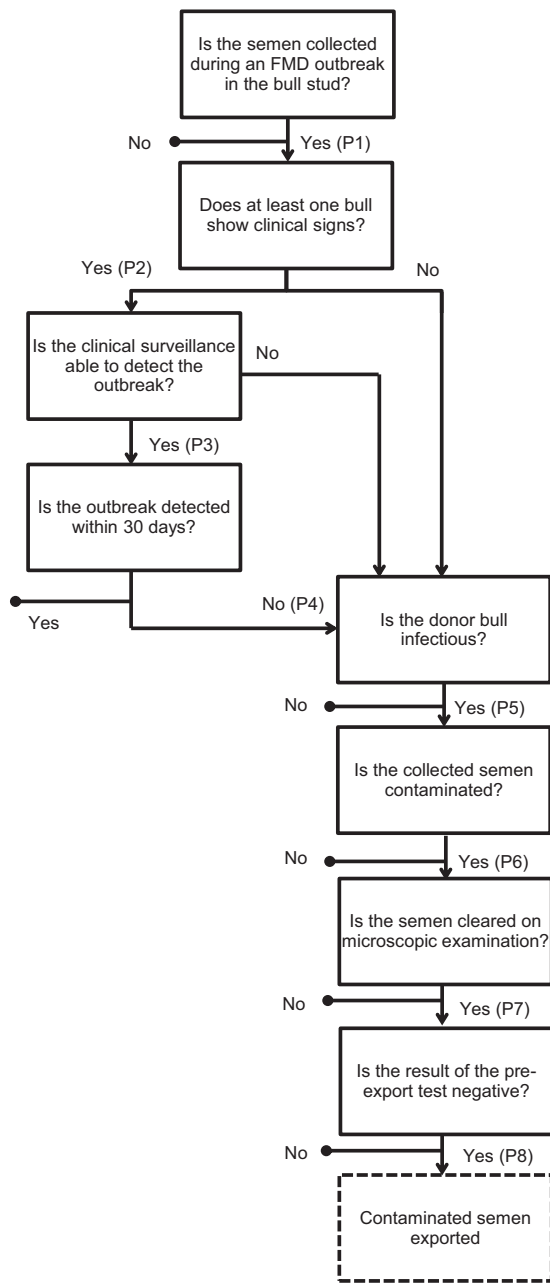 Is the semen collected
during an FMD outbreak
in the bull stud?
No
Yes (P1)
Does at least one bull
show clinical signs?
Yes (P2)
No
Is the clinical surveillance
able to detect the
outbreak?
No
Yes (P3)
Is the outbreak detected
within 30 days?
Yes
No (P4)
Is the donor bull
infectious?
No
Yes (P5)
Is the collected semen
contaminated?
No
Yes (P6)
Is the semen cleared on
microscopic examination?
No
Yes (P7)
Is the result of the pre-
export test negative?
No
Yes (P8)
Contaminated semen
exported